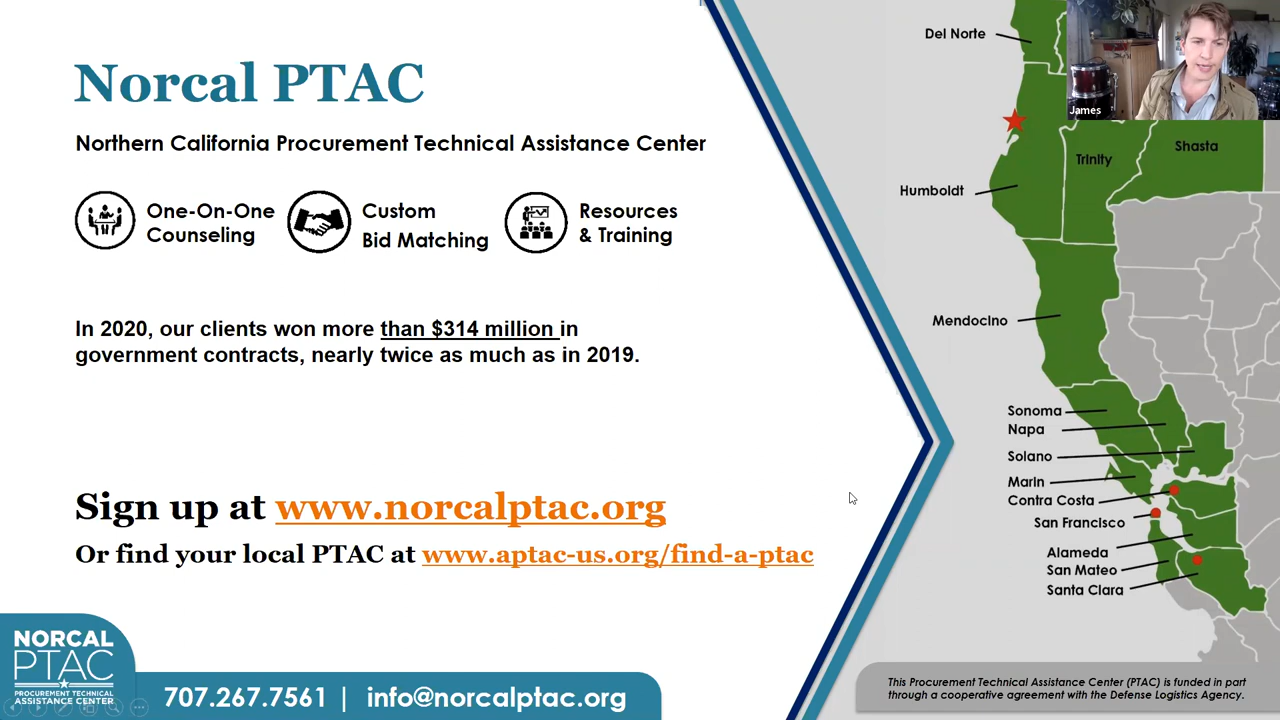 Norcal PTAC
Northern California Procurement Technical Assistance Center
One-On-One
Counseling
Custom
Bid Matching
Resources
& Training
In 2020, our clients won more than $314 million in
government contracts, nearly twice as much as in 2019.
Sign up at www.norcalptac.org
Or find your local PTAC at www.aptac-us.org/find-a-ptac
NORCAL
PTAC
PROCUREMENT TECHNICAL
ASSISTANCE CENTER
707.267.7561 | info@norcalptac.org
Del Norte
James
Trinity
Shasta
Humboldt
Mendocino
Sonoma
Napa
Solano
Marin
Contra Costa
San Francisco
Alameda
San Mateo
Santa Clara
This Procurement Technical Assistance Center (PTAC) is funded in part
through a cooperative agreement with the Defense Logistics Agency.